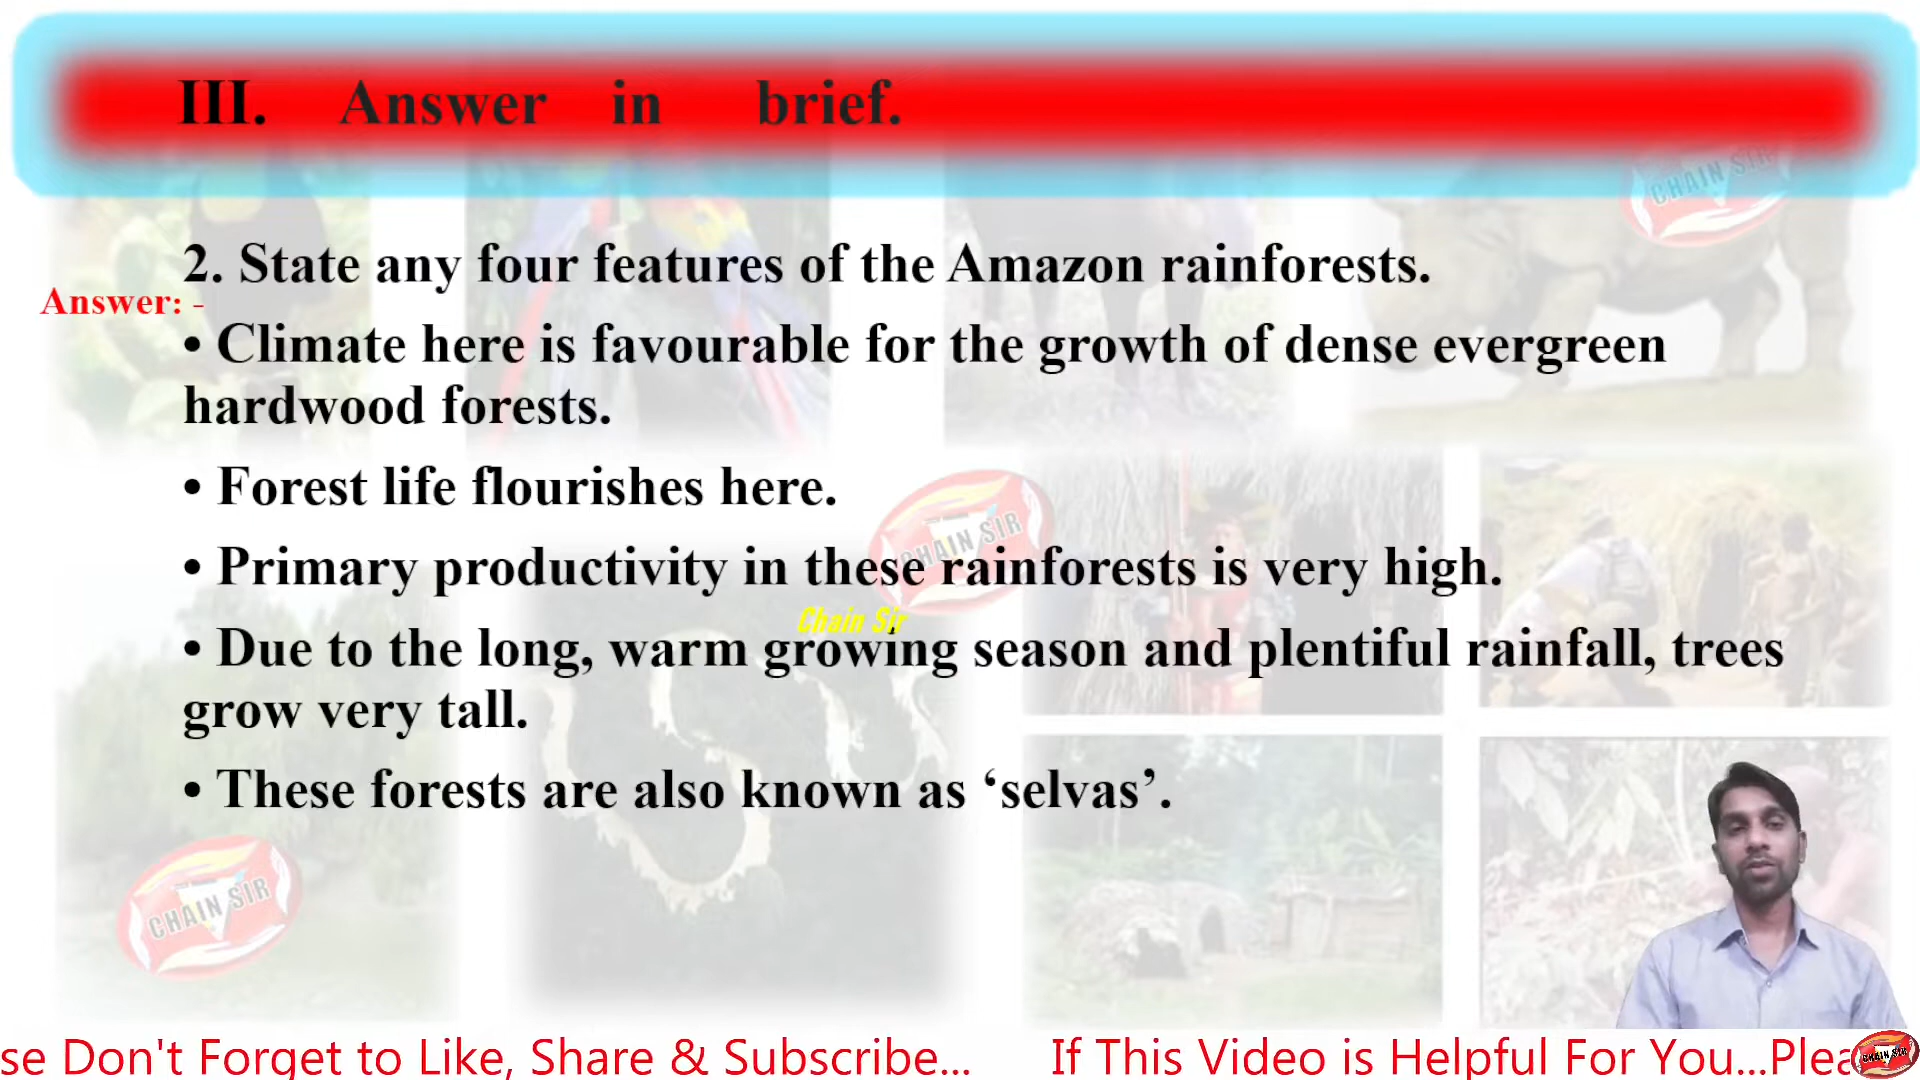 III. Answer in brief.
CHAIN SIR
2. State any four features of the Amazon rainforests.
Answer: -
• Climate here is favourable for the growth of dense evergreen
hardwood forests.
• Forest life flourishes here.
CHAIN SIR
• Primary productivity in these rainforests is very high.
Chain Sir
• Due to the long, warm growing season and plentiful rainfall, trees
grow very tall.
• These forests are also known as ‘selvas’.
CHAIN SIR
se Don't Forget to Like, Share & Subscribe... If This Video is Helpful For You...Plea
CHAIN SIR